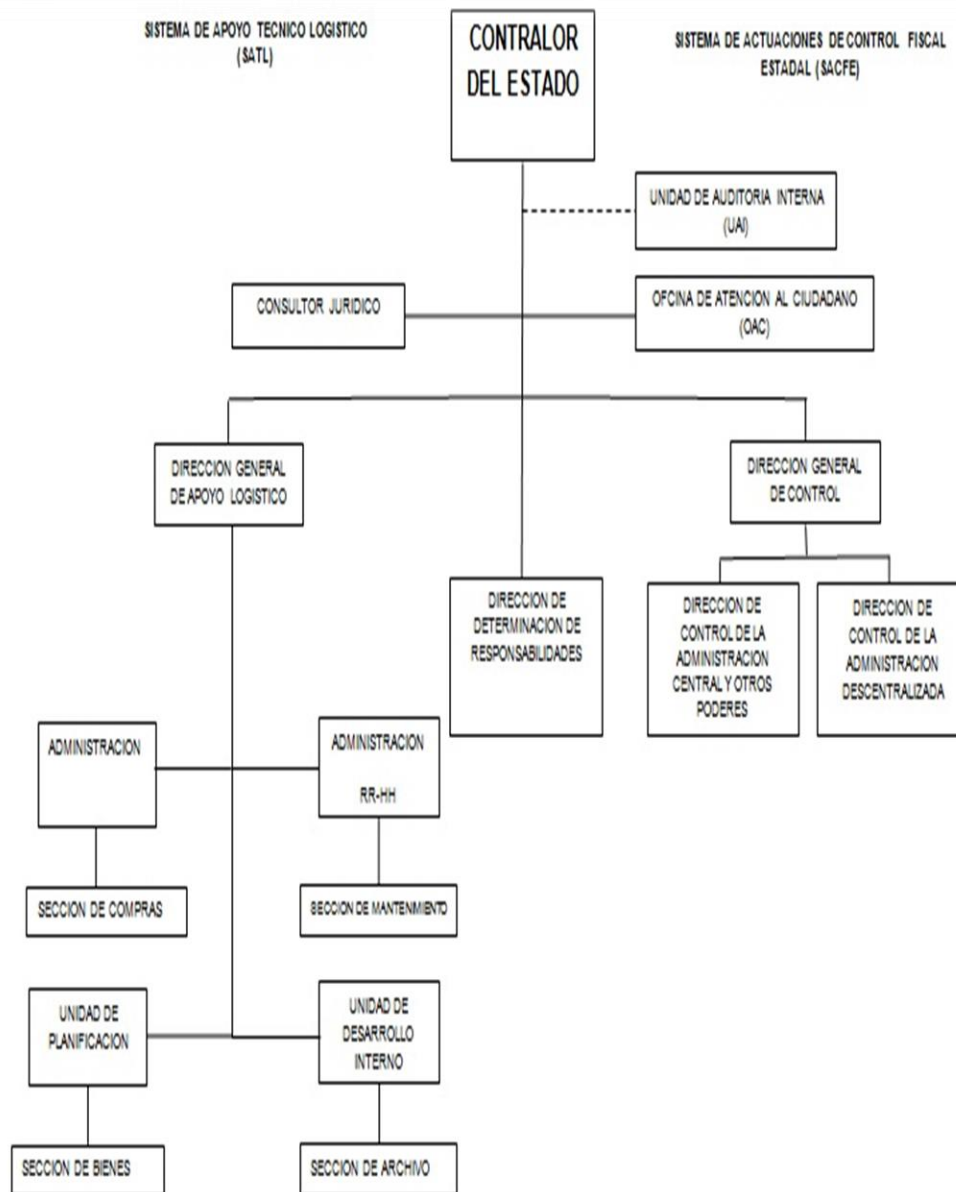 SISTEMA DE APOYO TECNICO LOGISTICO
(SATL)
CONTRALOR
DEL ESTADO
SISTEMA DE ACTUACIONES DE CONTROL FISCAL
ESTADAL (SACFE)
UNIDAD DE AUDITORIA INTERNA
(UAI)
CONSULTOR JURIDICO
OFCINA DE ATENCION AL CIUDADANO
(OAC)
DIRECCION GENERAL
DE APOYO LOGISTICO
DIRECCION GENERAL
DE CONTROL
DIRECCION DE
DETERMINACION DE
RESPONSABILIDADES
DIRECCION DE
CONTROL DE LA
ADMINISTRACION
CENTRAL Y OTROS
PODERES
DIRECCION DE
CONTROL DE LA
ADMINISTRACION
DESCENTRALIZADA
ADMINISTRACION
ADMINISTRACION
RR-HH
SECCION DE COMPRAS
SECCION DE MANTENIMIENTO
UNIDAD DE
PLANIFICACION
UNIDAD DE
DESARROLLO
INTERNO
SECCION DE BIENES
SECCION DE ARCHIVO